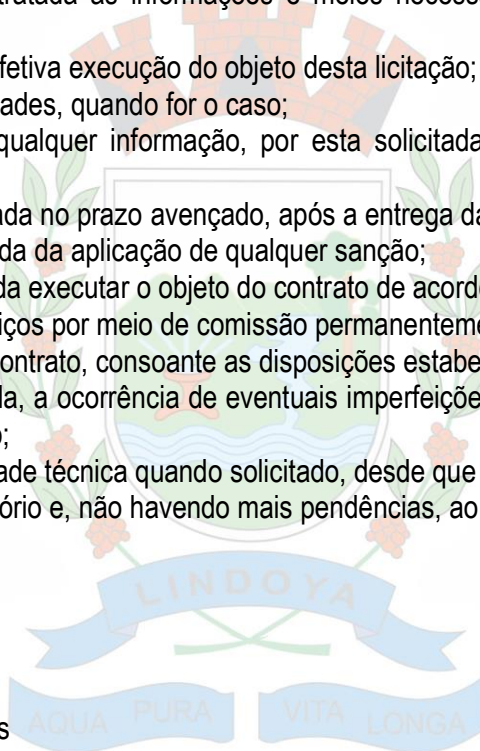 tratada as informações e meios necess
fetiva execução do objeto desta licitação;
ades, quando for o caso;
qualquer informação, por esta solicitada
ada no prazo avençado, após a entrega da
da da aplicação de qualquer sanção;
da executar o objeto do contrato de acord
iços por meio de comissão permanenteme
ontrato, consoante as disposições estabe
la, a ocorrência de eventuais imperfeiçõe
o;
ade técnica quando solicitado, desde que
ório e, não havendo mais pendências, ao
LINDOYA
AQUA PURA VITA LONGA
s